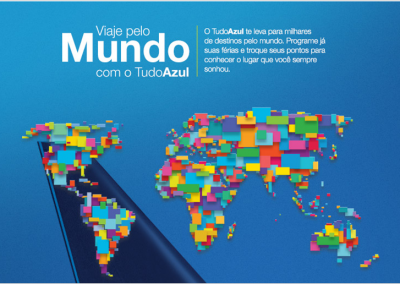 Viaje pelo
Mundo
com o TudoAzul
O TudoAzul te leva para milhares
de destinos pelo mundo. Programe já
suas férias e troque seus pontos para
conhecer o lugar que você sempre
sonhou.